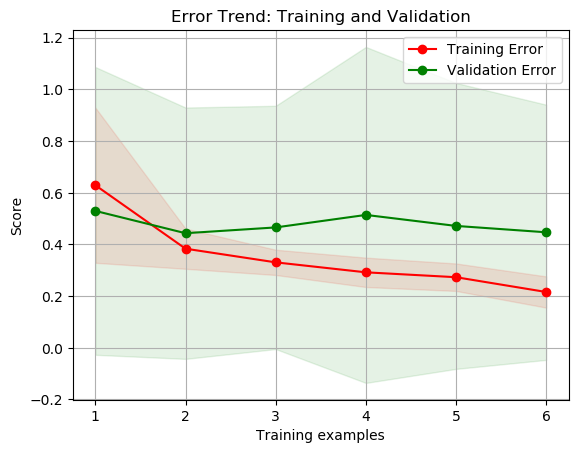 Error Trend: Training and Validation
Training Error
Validation Error
Score
1.2
1.0
0.8
0.6
0.4
0.2
0.0
−0.2
1 2 3 4 5 6
Training examples